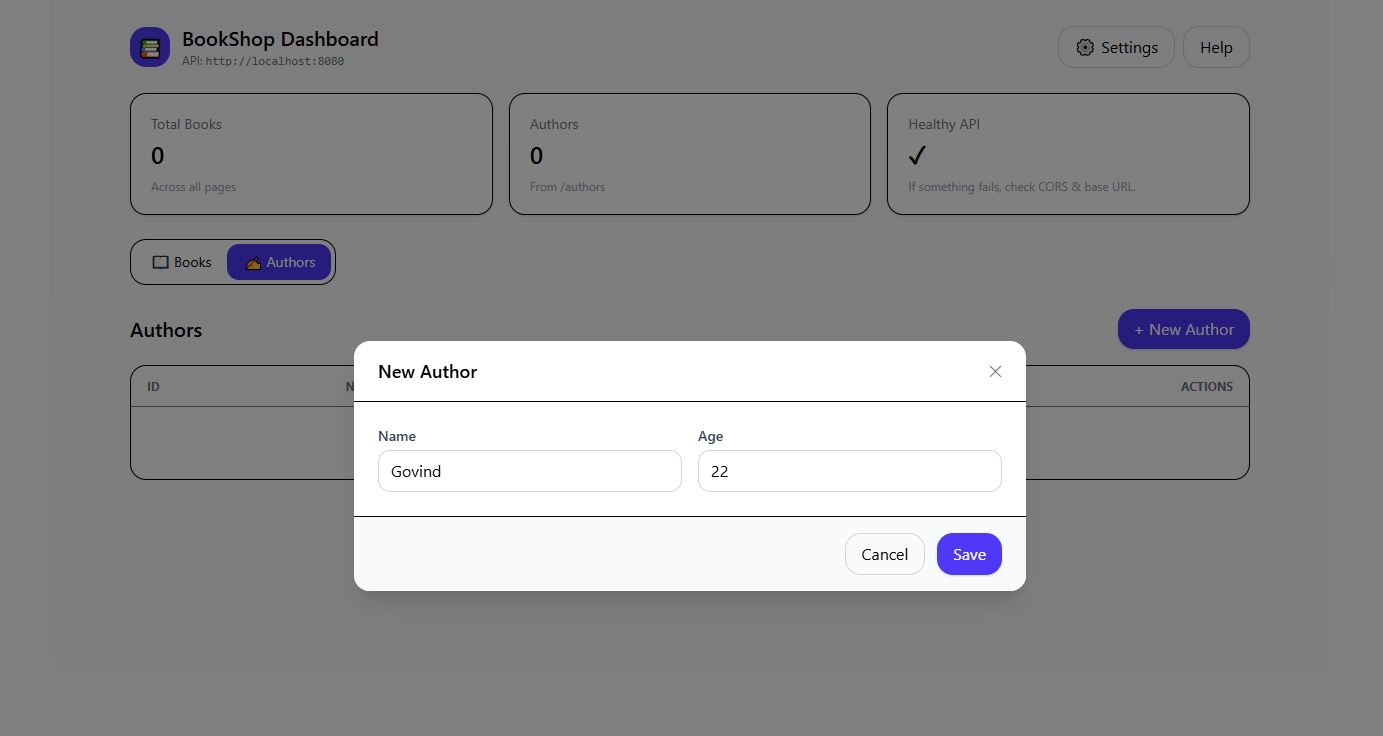 BookShop Dashboard
API: http://localhost:8080
Settings
Help
Total Books
0
Across all pages
Authors
0
From /authors
Healthy API
✓
If something fails, check CORS & base URL.
Books
Authors
Authors
+ New Author
ID
ACTIONS
New Author
Name
Age
Govind
22
Cancel
Save